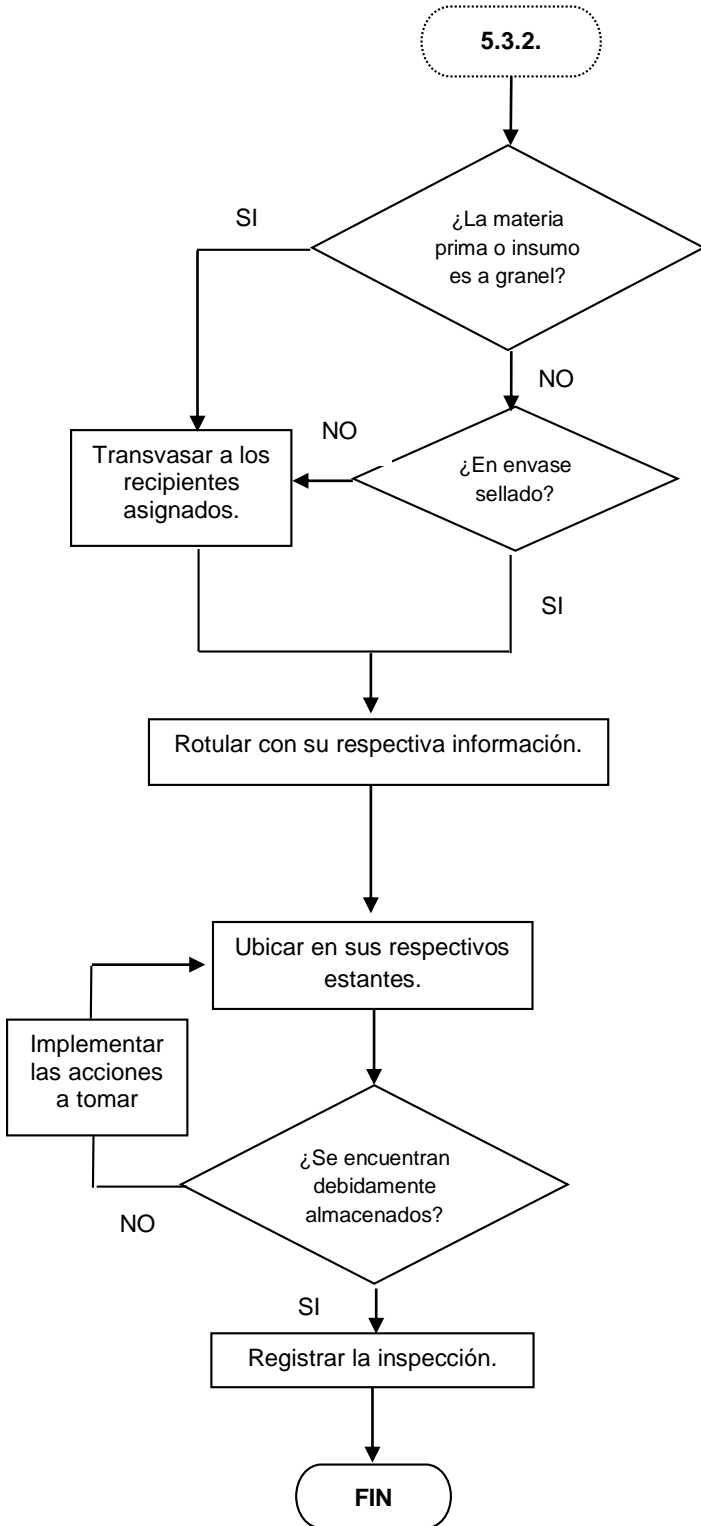 5.3.2.
¿La materia
prima o insumo
es a granel?
SI
NO
NO
¿En envase
sellado?
Transvasar a los
recipientes
asignados.
SI
Rotular con su respectiva información.
Ubicar en sus respectivos
estantes.
Implementar
las acciones
a tomar
¿Se encuentran
debidamente
almacenados?
NO
SI
Registrar la inspección.
FIN